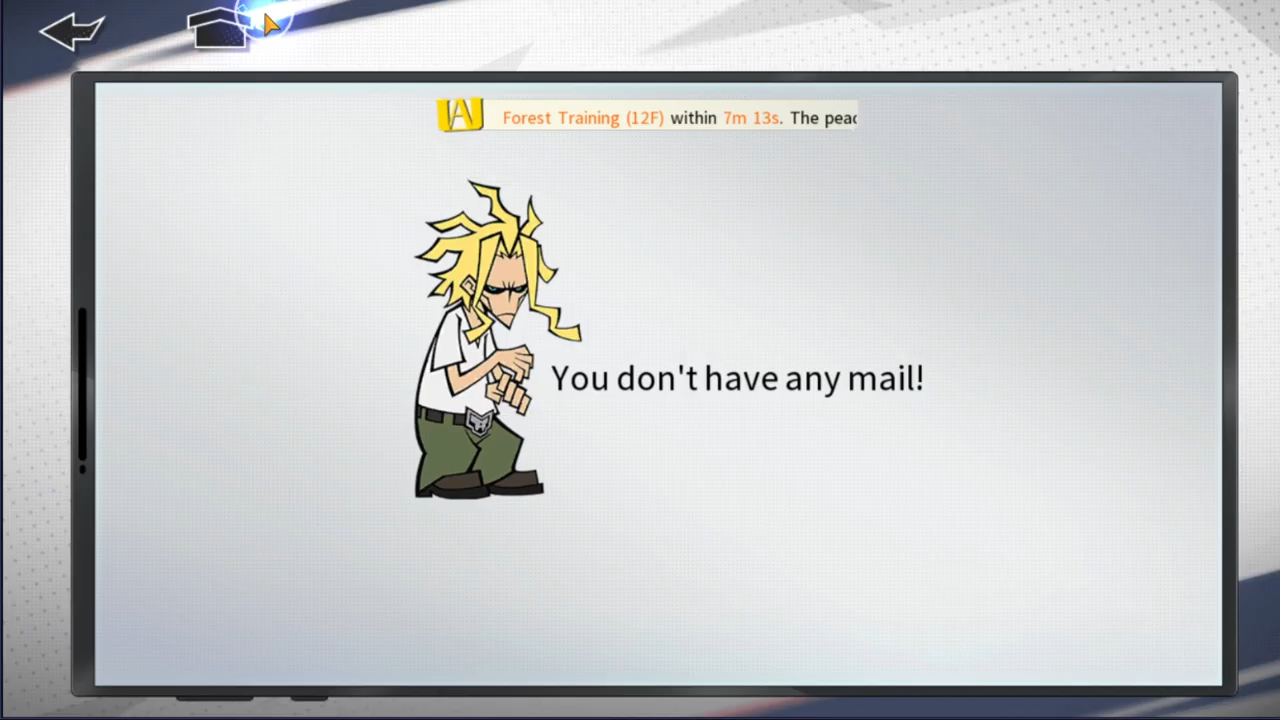 Forest Training (12F) within 7m 13s. The peac
You don't have any mail!